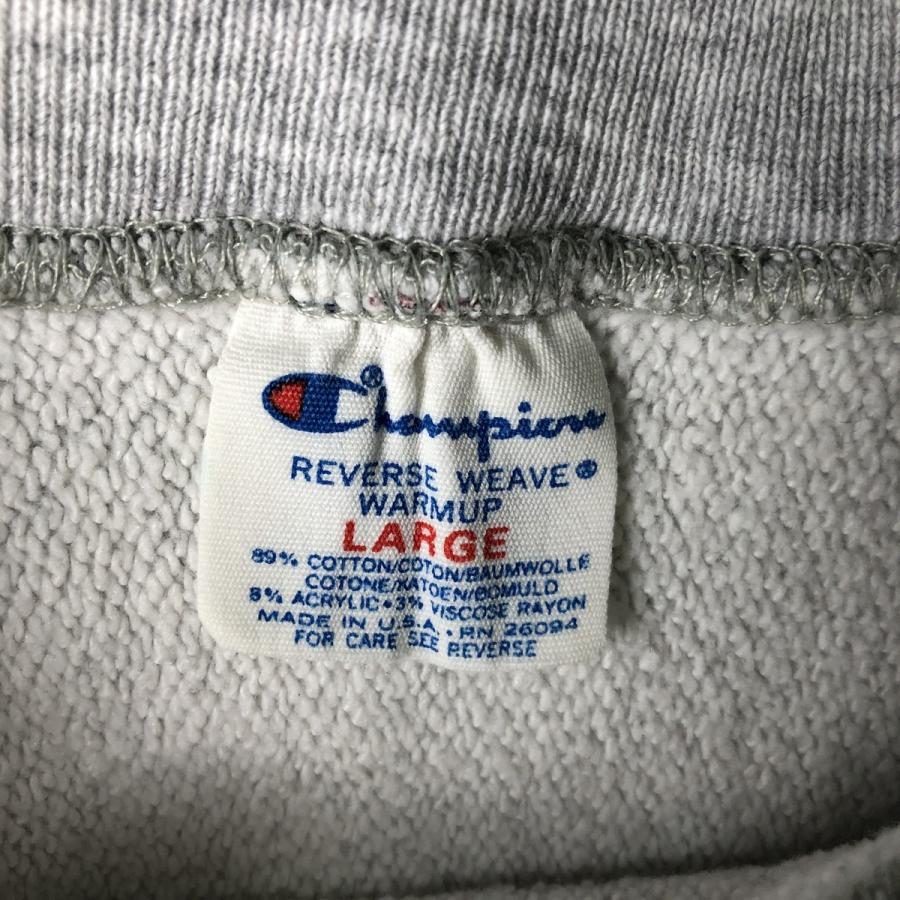 Champion®
REVERSE WEAVE®
WARMUP
LARGE
89% COTTON/COTON/BAUMWOLLE
COTONE/KATOEN/BOMULD
8% ACRYLIC•3% VISCOSE RAYON
MADE IN U.S.A. • RN 26094
FOR CARE SEE REVERSE